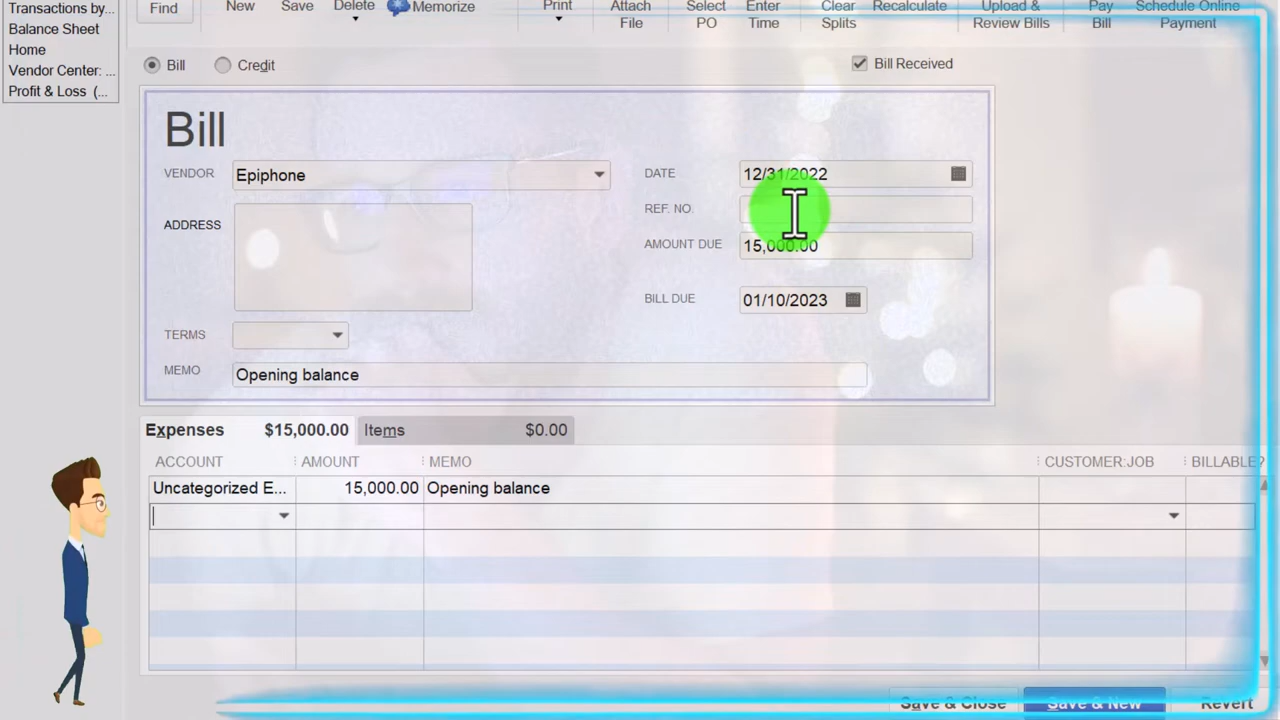 Transactions by...
Balance Sheet
Home
Vendor Center: ...
Profit & Loss (...
Find
New
Save
Delete
Memorize
Print
Attach
File
Select
PO
Enter
Time
Clear
Splits
Recalculate
Upload &
Review Bills
Pay
Bill
Schedule Online
Payment
Bill
Credit
Bill Received
Bill
VENDOR
Epiphone
ADDRESS
TERMS
MEMO
Opening balance
DATE
12/31/2022
REF. NO.
AMOUNT DUE
15,000.00
BILL DUE
01/10/2023
Expenses $15,000.00
Items $0.00
ACCOUNT AMOUNT MEMO CUSTOMER:JOB BILLABLE?
Uncategorized E... 15,000.00 Opening balance
Save & Close
Save & New
Revert